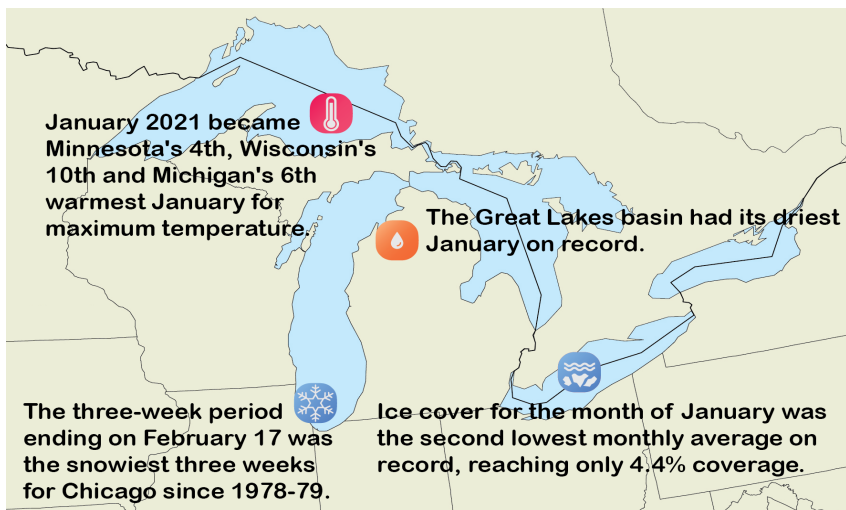 January 2021 became
Minnesota's 4th, Wisconsin's
10th and Michigan's 6th
warmest January for
maximum temperature.
The Great Lakes basin had its driest
January on record.
The three-week period
ending on February 17 was
the snowiest three weeks
for Chicago since 1978-79.
Ice cover for the month of January was
the second lowest monthly average on
record, reaching only 4.4% coverage.